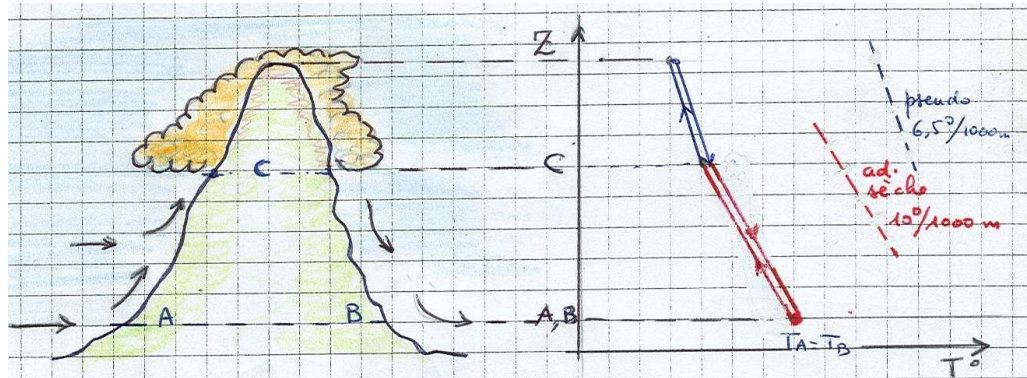 Z
C
C
A
B
A,B
TA=TB
T°
pseudo
6,5°/1000m
ad.
sèche
10°/1000 m